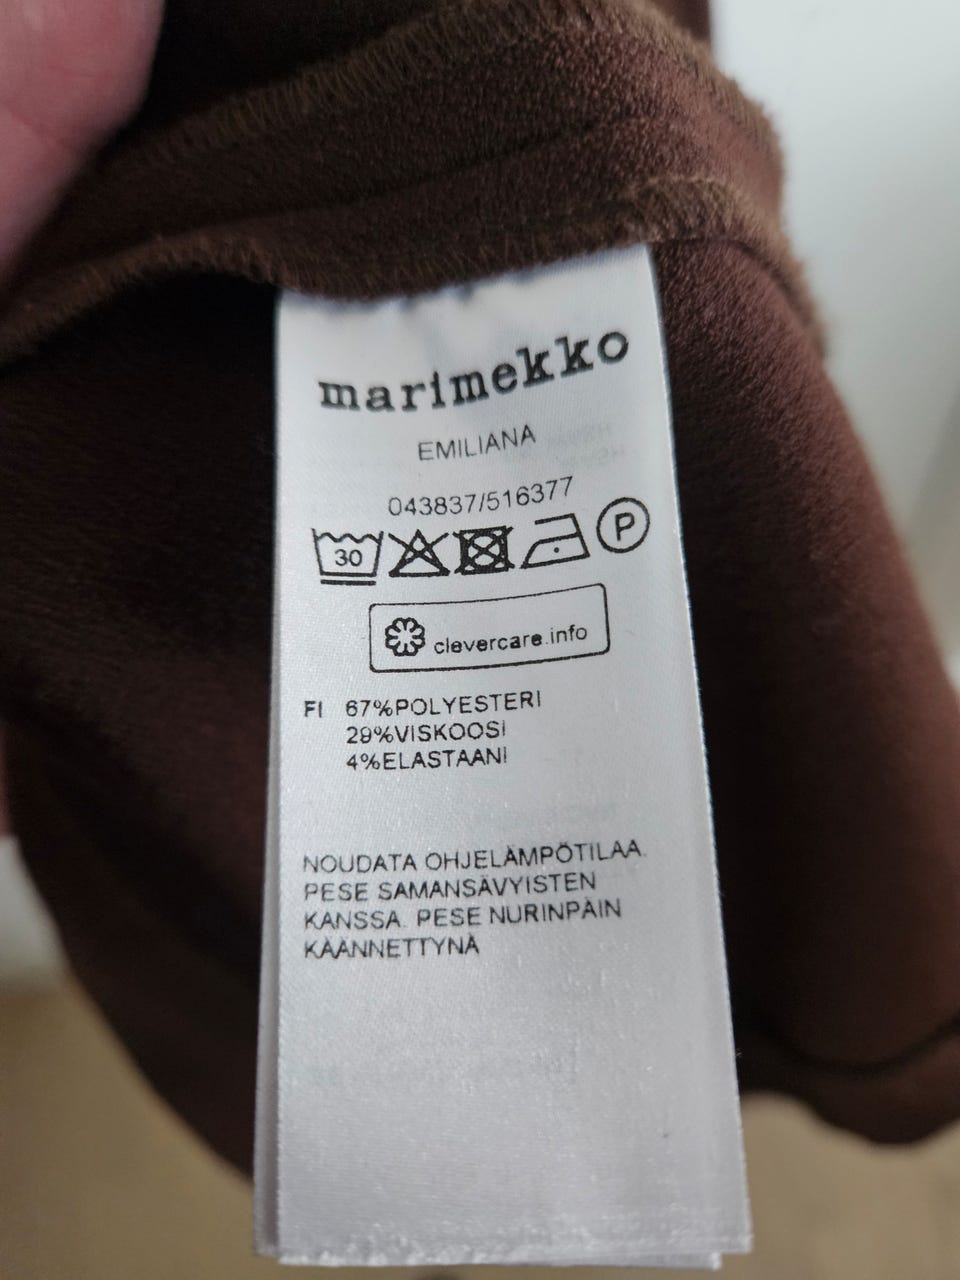 marimekko
EMILIANA
043837/516377
30 P
clevercare.info
FI 67%POLYESTERI
29%VISKOOSI
4%ELASTAANI
NOUDATA OHJELÄMPÖTILAA.
PESE SAMANSÄVYISTEN
KANSSA. PESE NURINPÄIN
KÄÄNNETTYNÄ